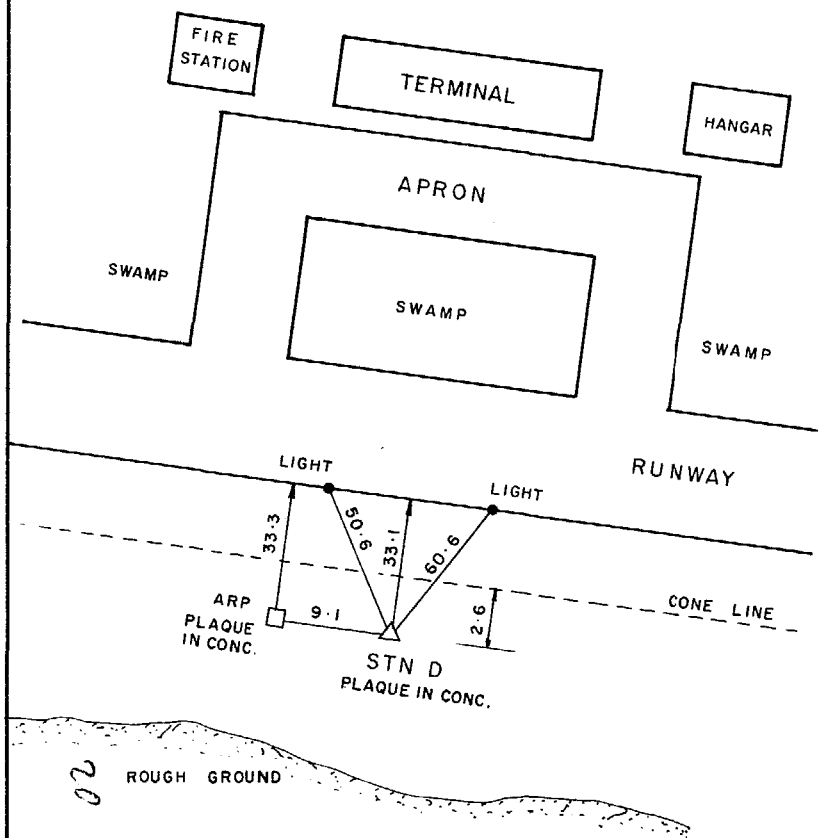 FIRE
STATION
TERMINAL
HANGAR
APRON
SWAMP
SWAMP
SWAMP
LIGHT
LIGHT
RUNWAY
33·3
50·6
33·1
60·6
2·6
CONE LINE
ARP
PLAQUE
IN CONC.
9·1
STN D
PLAQUE IN CONC.
ROUGH GROUND
20